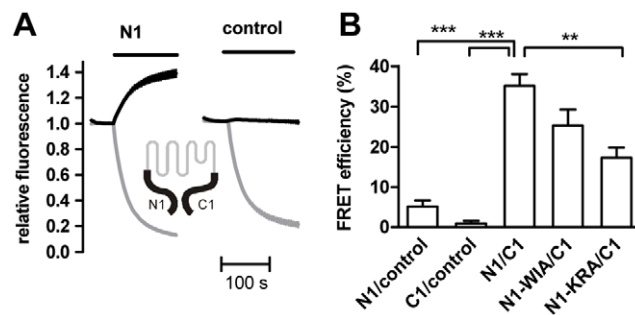 A
N1
control
relative fluorescence
1.4
1.2
1.0
0.8
0.6
0.4
0.2
0.0
N1
C1
100 s
B
***
***
**
FRET efficiency (%)
40
30
20
10
0
N1/control
C1/control
N1/C1
N1-WIA/C1
N1-KRA/C1